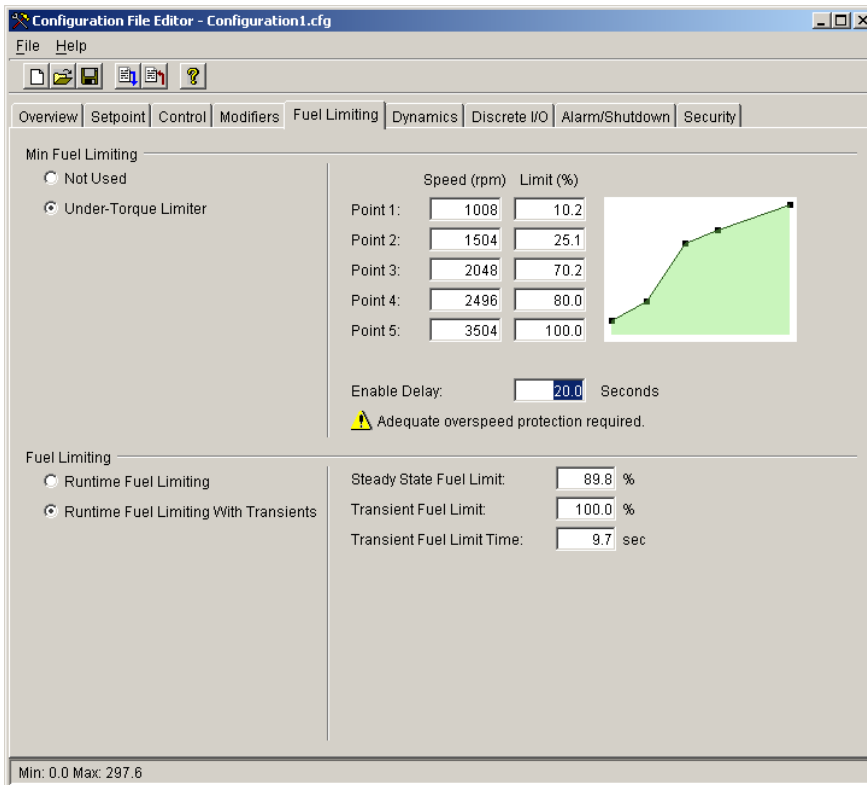 Configuration File Editor - Configuration1.cfg
File Help
Overview Setpoint Control Modifiers Fuel Limiting Dynamics Discrete I/O Alarm/Shutdown Security
Min Fuel Limiting
Not Used
Under-Torque Limiter
Speed (rpm) Limit (%)
Point 1: 1008 10.2
Point 2: 1504 25.1
Point 3: 2048 70.2
Point 4: 2496 80.0
Point 5: 3504 100.0
Enable Delay: 20.0 Seconds
Adequate overspeed protection required.
Fuel Limiting
Runtime Fuel Limiting
Runtime Fuel Limiting With Transients
Steady State Fuel Limit: 89.8 %
Transient Fuel Limit: 100.0 %
Transient Fuel Limit Time: 9.7 sec
Min: 0.0 Max: 297.6